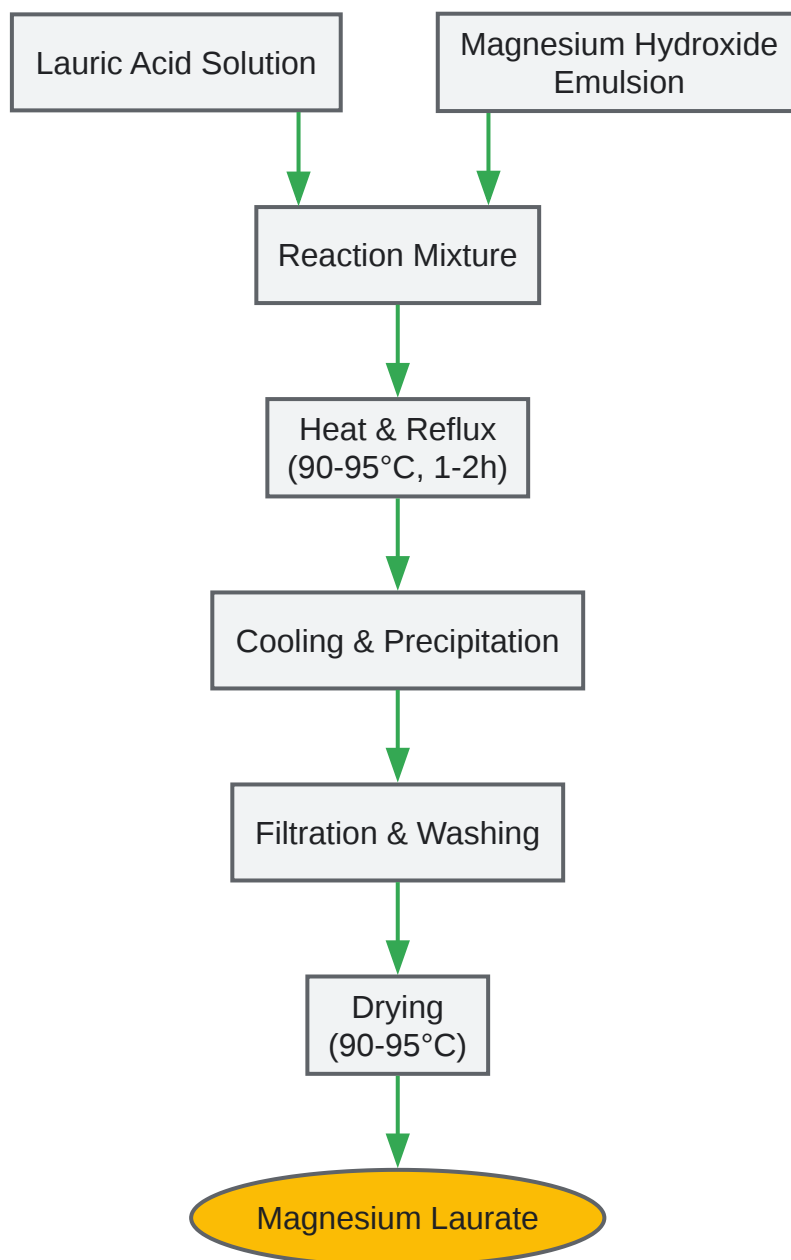 Lauric Acid Solution
Magnesium Hydroxide
Emulsion
Reaction Mixture
Heat & Reflux
(90-95°C, 1-2h)
Cooling & Precipitation
Filtration & Washing
Drying
(90-95°C)
Magnesium Laurate